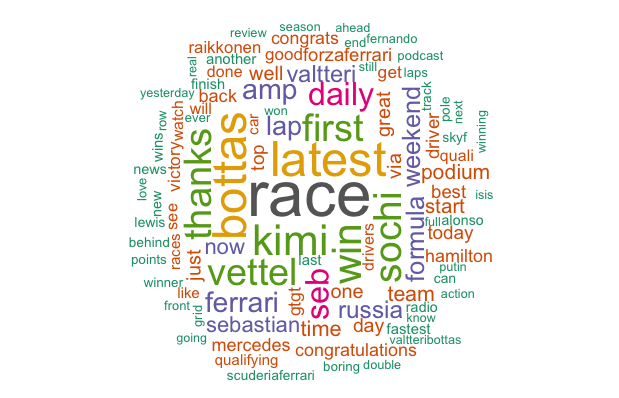 review
season
ahead
congrats
end
fernando
raikkonen
good
forzaferrari
another
still
podcast
real
done
well
valtteri
get
laps
finish
amp
daily
yesterday
back
will
won
great
weekend
track
pole
next
row
watch
ever
car
lap
first
driver
skyf
winning
wins
victory
thanks
bottas
top
latest
via
quali
news
podium
love
new
see
race
best
isis
lewis
kimi
win
sochi
formula
start
full
alonso
behind
races
now
drivers
today
points
just
vettel
last
hamilton
putin
can
winner
like
seb
one
team
action
front
grid
ferrari
gtgt
russia
radio
know
going
sebastian
time
day
fastest
valtteribottas
mercedes
congratulations
qualifying
boring
double
scuderiaferrari